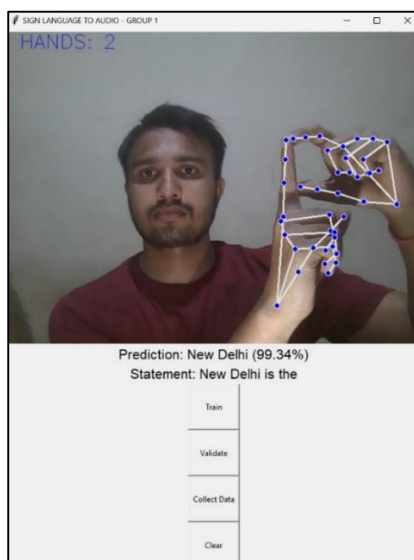 SIGN LANGUAGE TO AUDIO - GROUP 1
HANDS: 2
Prediction: New Delhi (99.34%)
Statement: New Delhi is the
Train
Validate
Collect Data
Clear